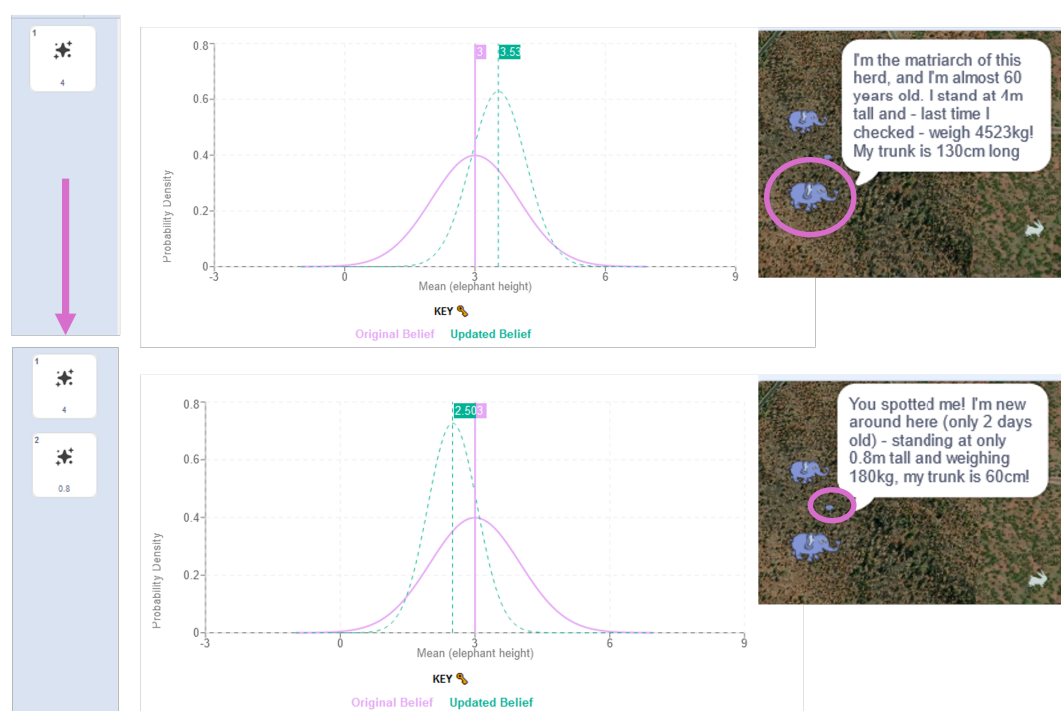 1
4
0.8
0.6
0.4
0.2
0
Probability Density
3
3.53
-3
0
3
6
9
Mean (elephant height)
KEY
Original Belief Updated Belief
I'm the matriarch of this
herd, and I'm almost 60
years old. I stand at 4m
tall and - last time I
checked - weigh 4523kg!
My trunk is 130cm long
1
4
2
0.8
0.8
0.6
0.4
0.2
0
Probability Density
2.503
-3
0
3
6
9
Mean (elephant height)
KEY
Original Belief Updated Belief
You spotted me! I'm new
around here (only 2 days
old) - standing at only
0.8m tall and weighing
180kg, my trunk is 60cm!